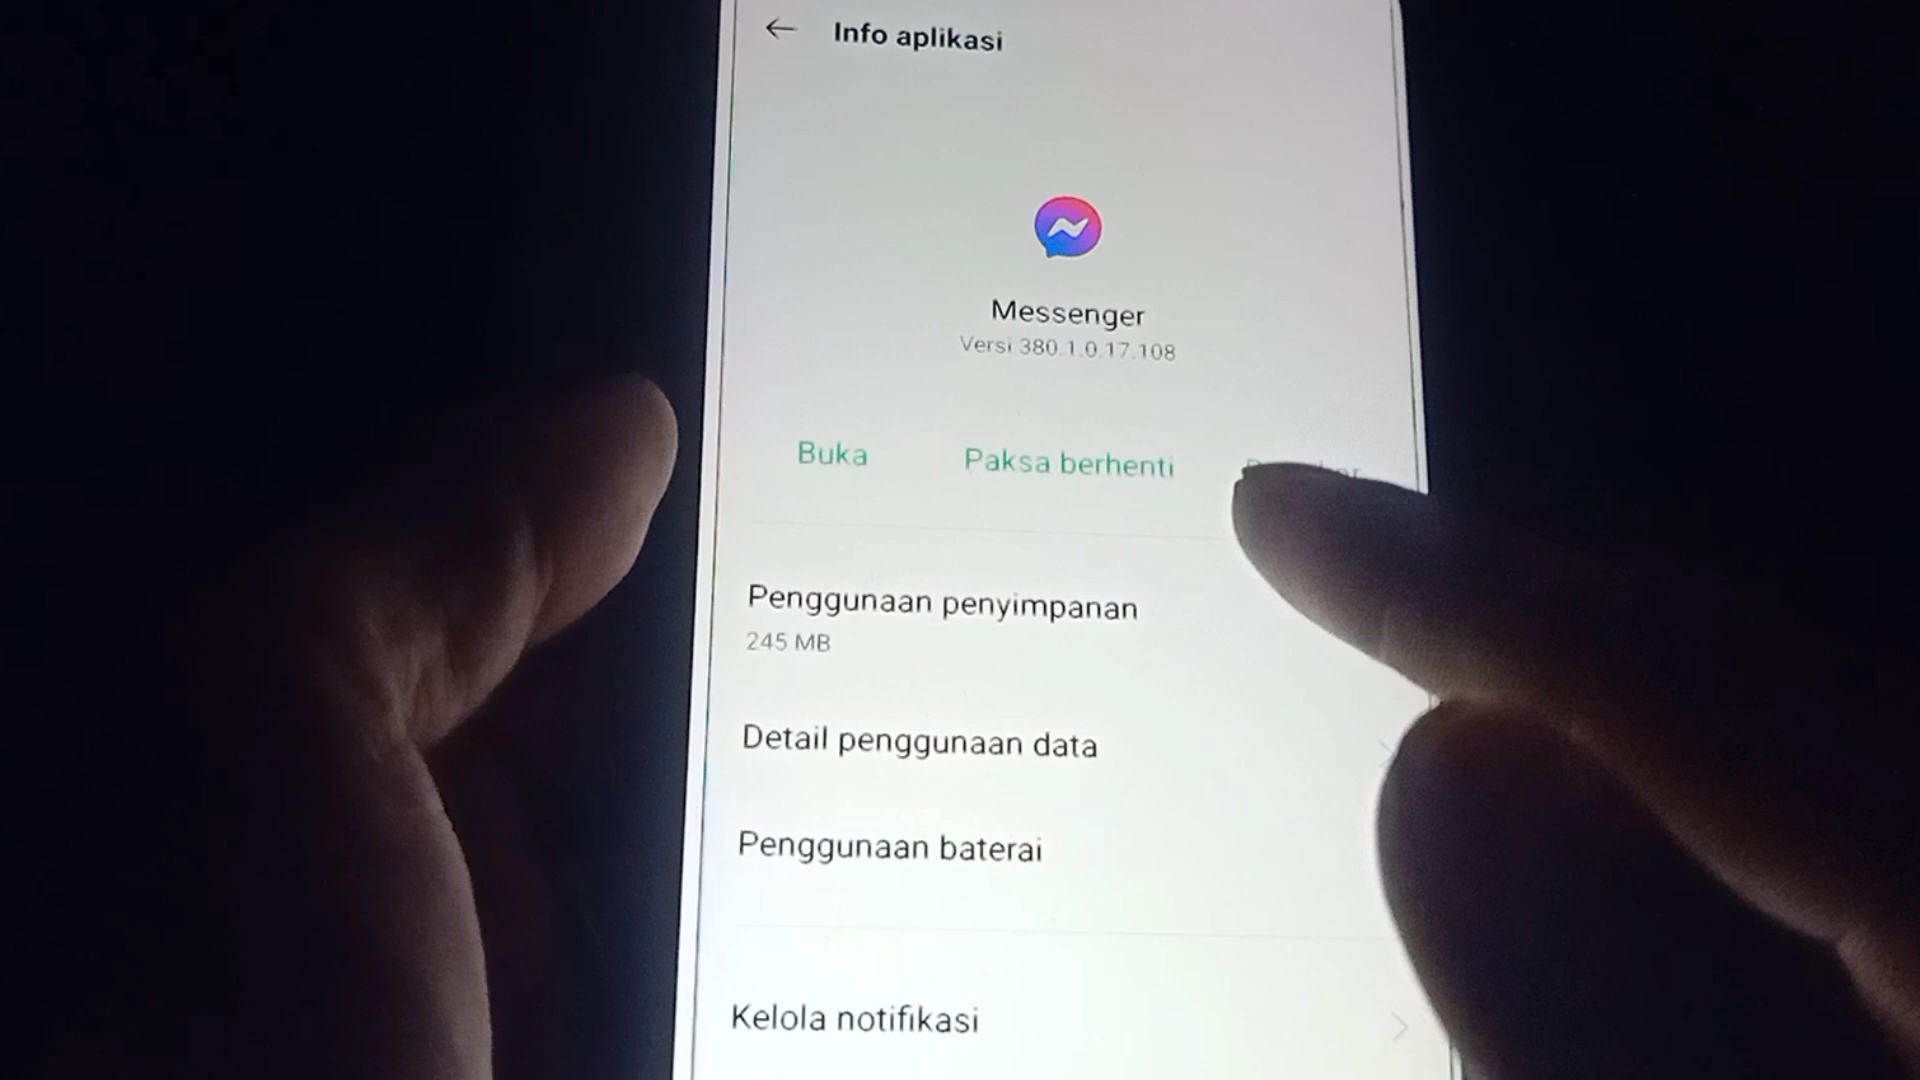 Info aplikasi
Messenger
Versi 380.1.0.17.108
Buka
Paksa berhenti
Penggunaan penyimpanan
245 MB
Detail penggunaan data
Penggunaan baterai
Kelola notifikasi